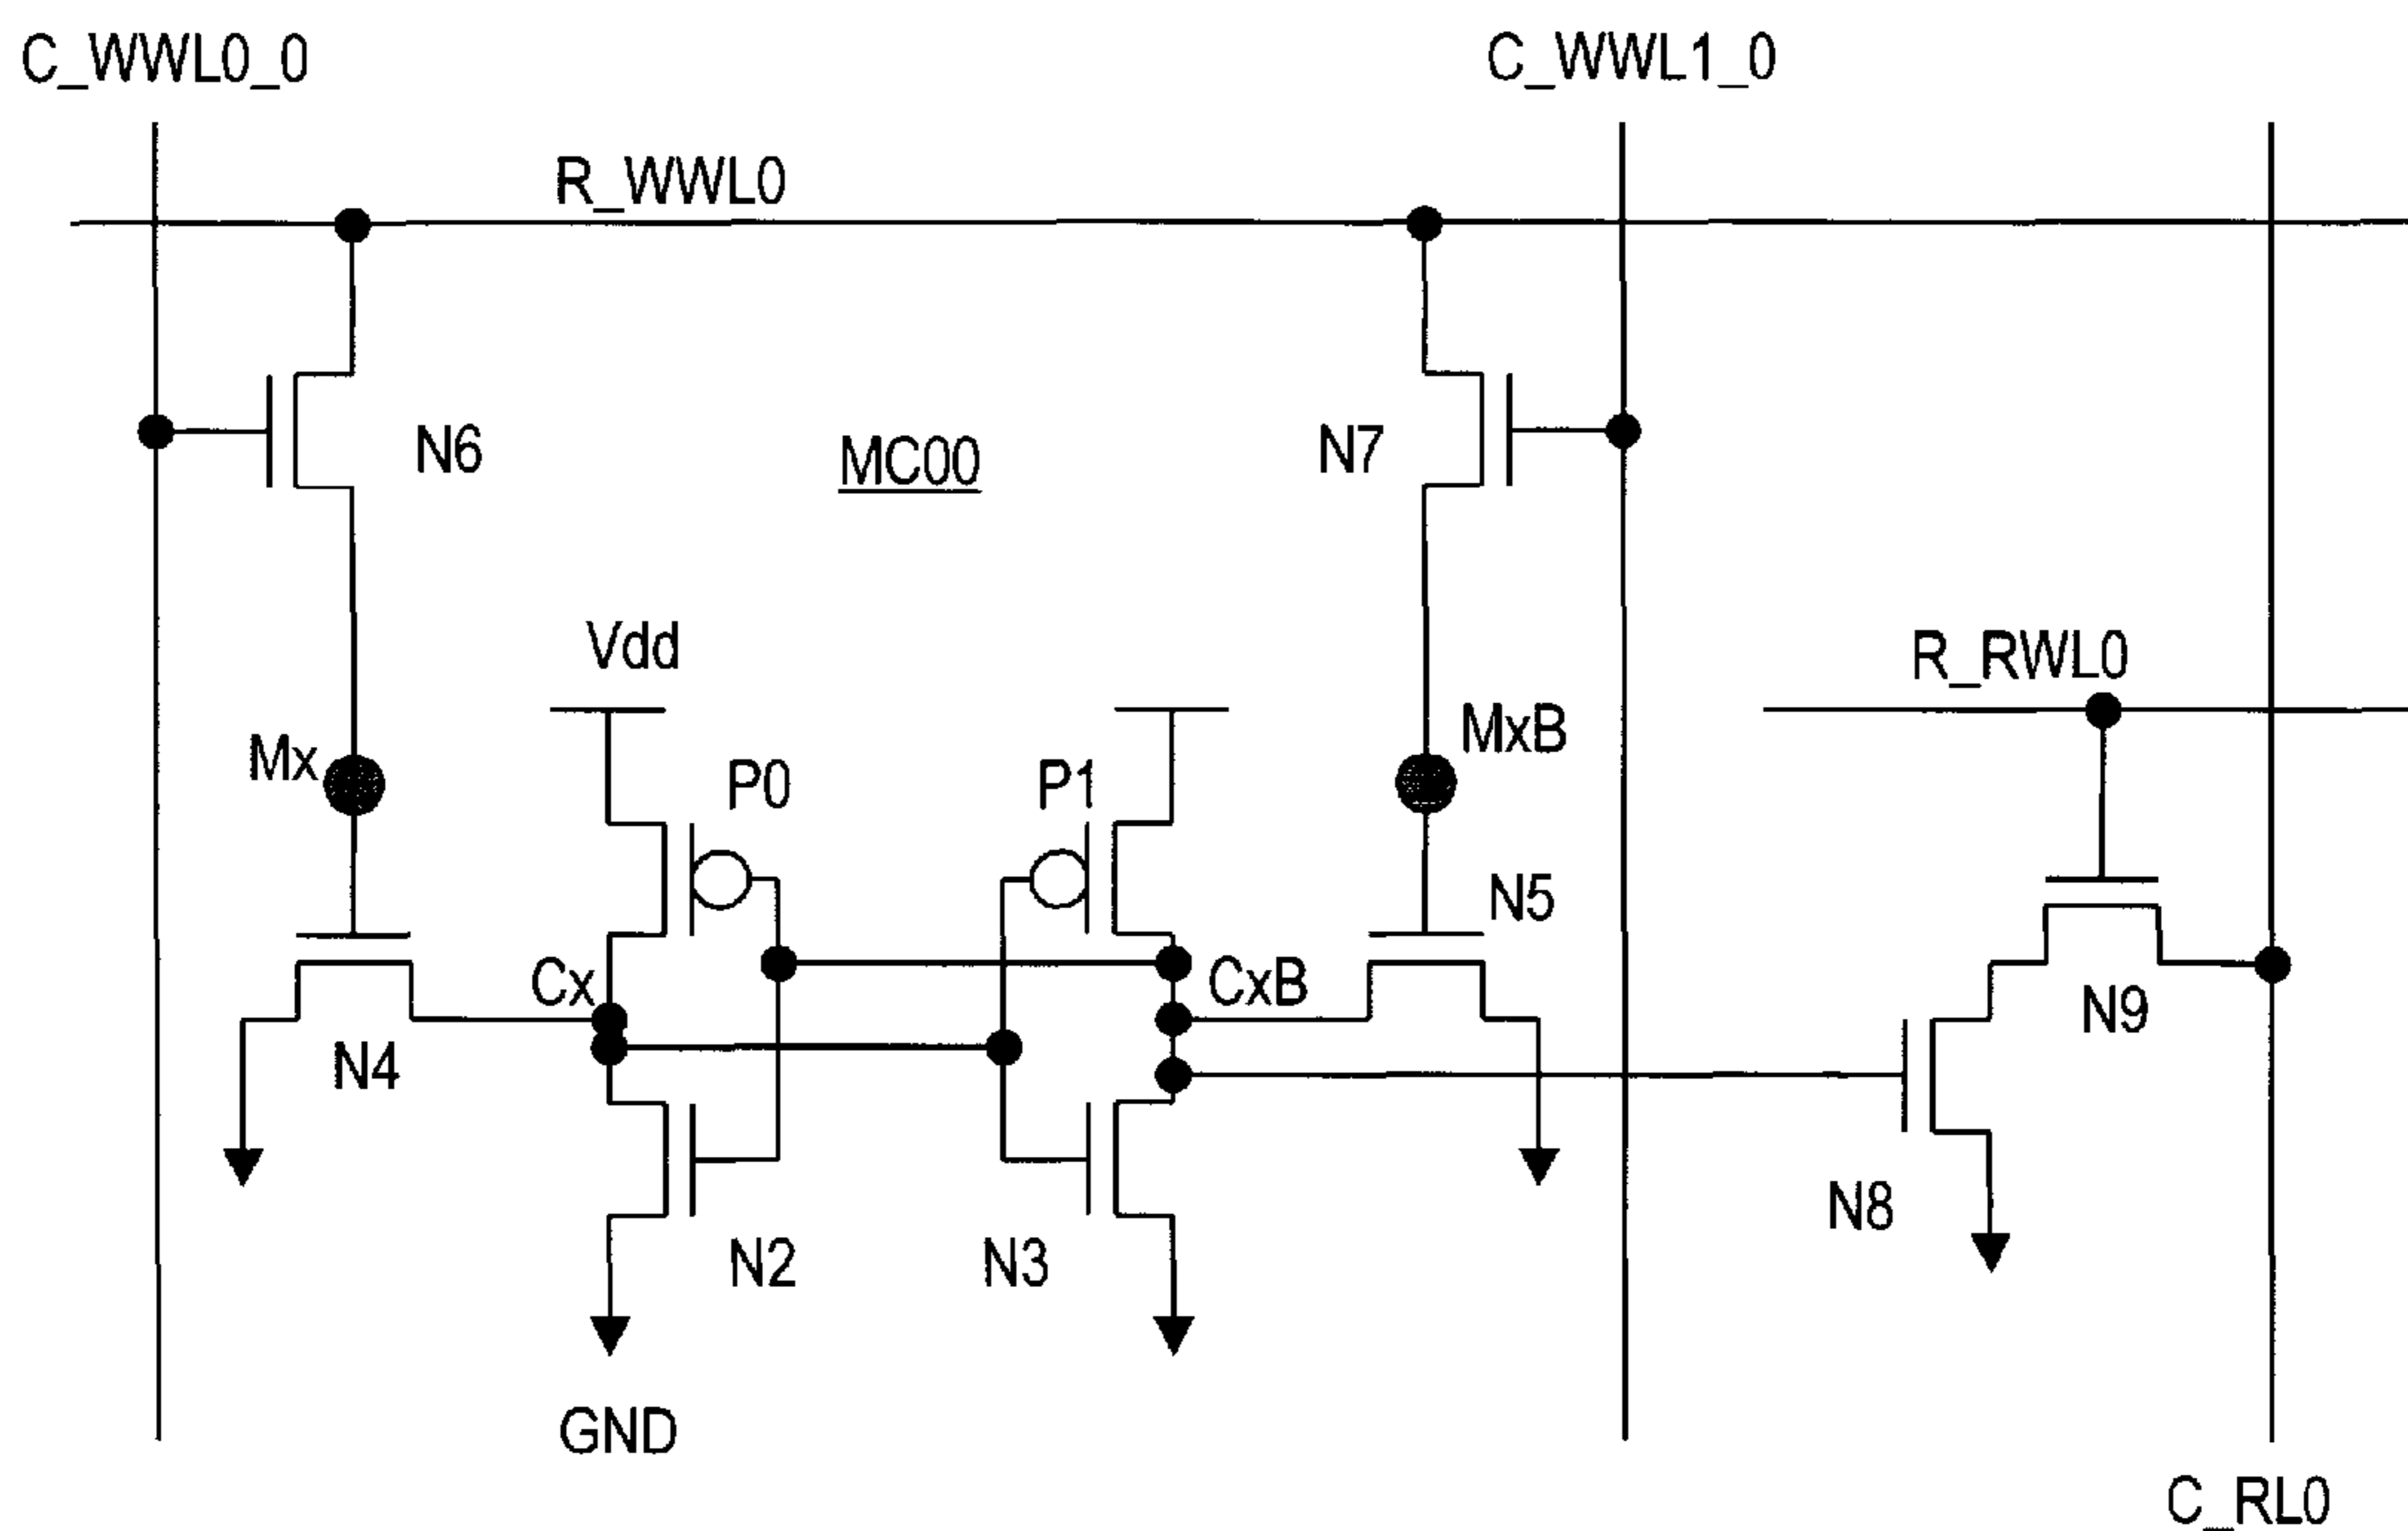 C_WWL0_0
C_WWL1_0
R_WWL0
N6
MC00
N7
Vdd
R_RWL0
Mx
P0
P1
MxB
N5
Cx
CxB
N9
N4
N8
N2
N3
GND
C_RL0